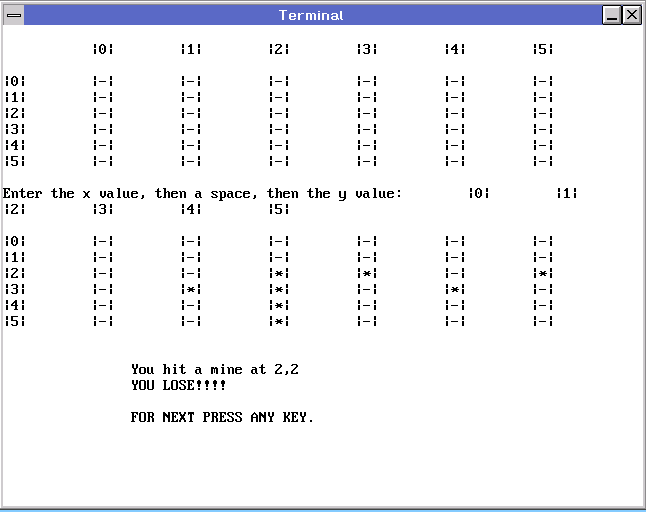 Terminal
|0| |1| |2| |3| |4| |5|
|0| |-| |-| |-| |-| |-| |-|
|1| |-| |-| |-| |-| |-| |-|
|2| |-| |-| |-| |-| |-| |-|
|3| |-| |-| |-| |-| |-| |-|
|4| |-| |-| |-| |-| |-| |-|
|5| |-| |-| |-| |-| |-| |-|
Enter the x value, then a space, then the y value: |0| |1|
|2| |3| |4| |5|
|0| |-| |-| |-| |-| |-| |-|
|1| |-| |-| |-| |-| |-| |-|
|2| |-| |-| |*| |*| |-| |*|
|3| |-| |*| |*| |-| |*| |-|
|4| |-| |-| |*| |-| |-| |-|
|5| |-| |-| |*| |-| |-| |-|
You hit a mine at 2,2
YOU LOSE!!!!
FOR NEXT PRESS ANY KEY.